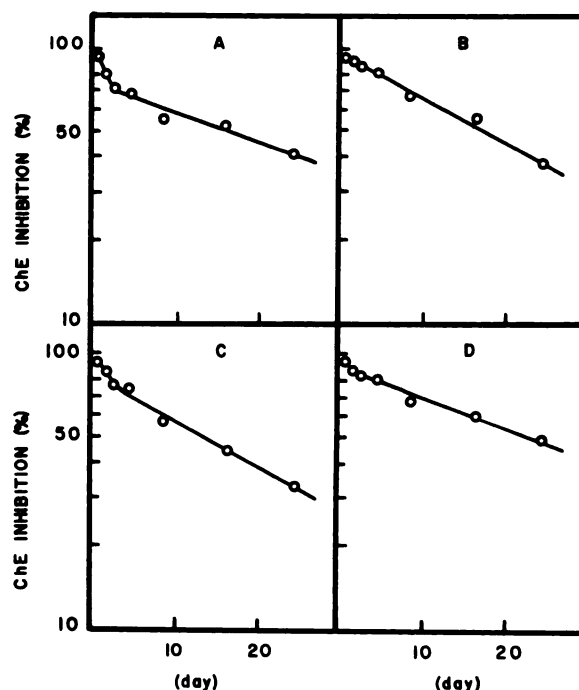 A
B
100
50
10
ChE INHIBITION (%)
C
D
100
50
10
ChE INHIBITION (%)
10 20
10 20
(day)
(day)